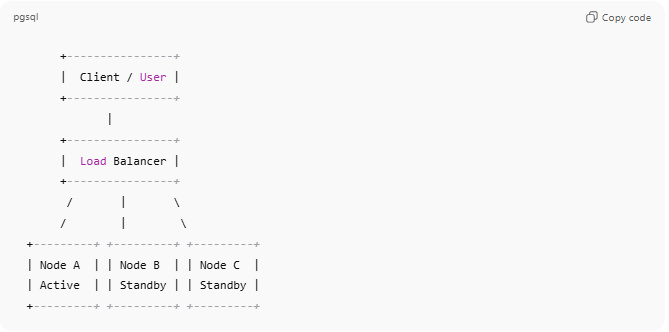 pgsql Copy code
+----------------+
| Client / User |
+----------------+
|
+----------------+
| Load Balancer |
+----------------+
/ | \
/ | \
+---------+ +---------+ +---------+
| Node A | | Node B | | Node C |
| Active | | Standby | | Standby |
+---------+ +---------+ +---------+